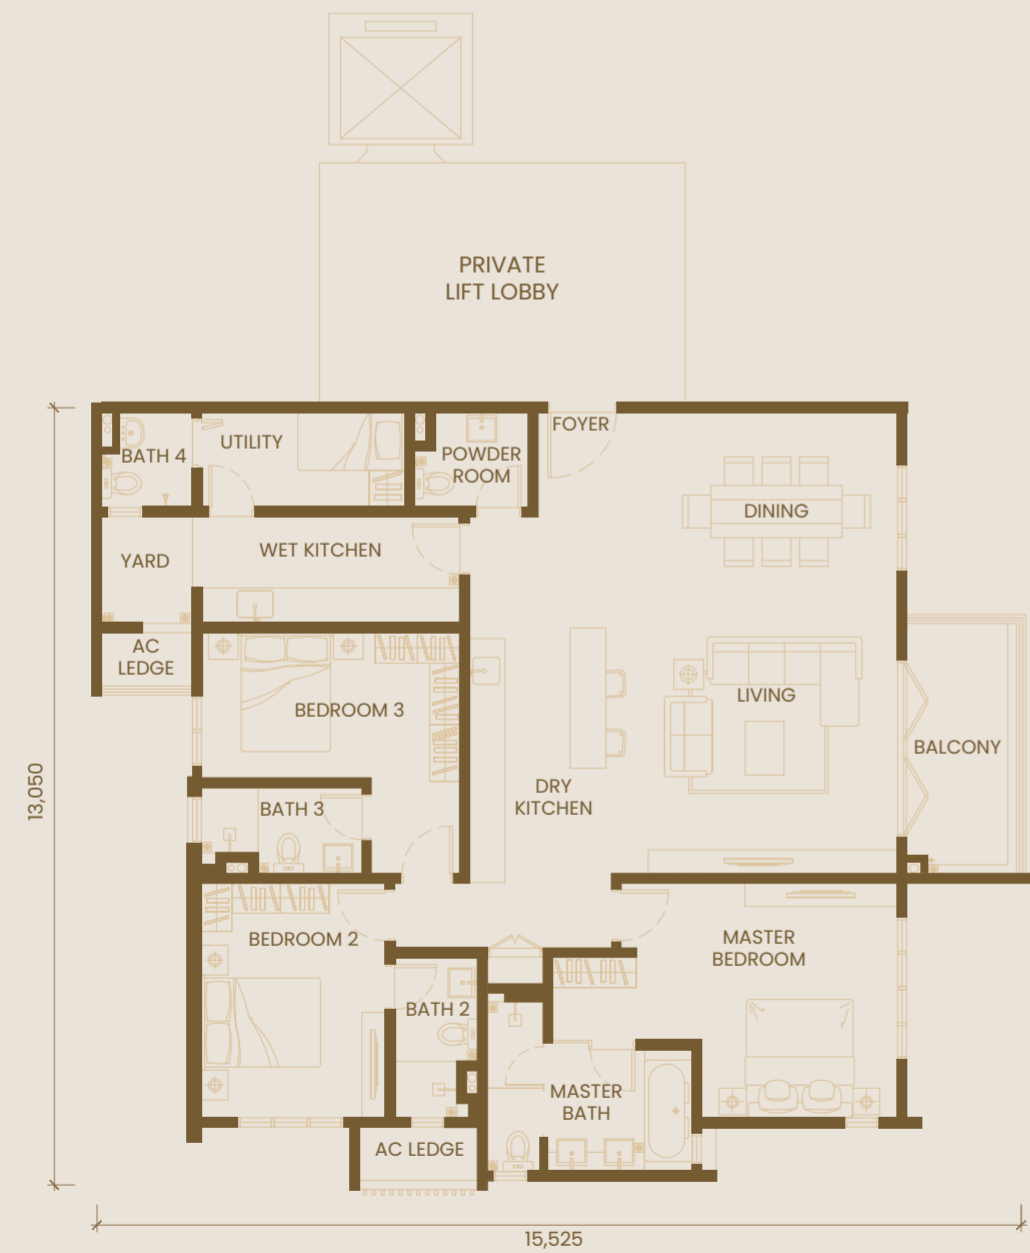 PRIVATE
LIFT LOBBY
FOYER
UTILITY
BATH 4
POWDER
ROOM
DINING
WET KITCHEN
YARD
AC
LEDGE
BEDROOM 3
LIVING
BALCONY
DRY
KITCHEN
BATH 3
13,050
BEDROOM 2
MASTER
BEDROOM
BATH 2
MASTER
BATH
AC LEDGE
15,525